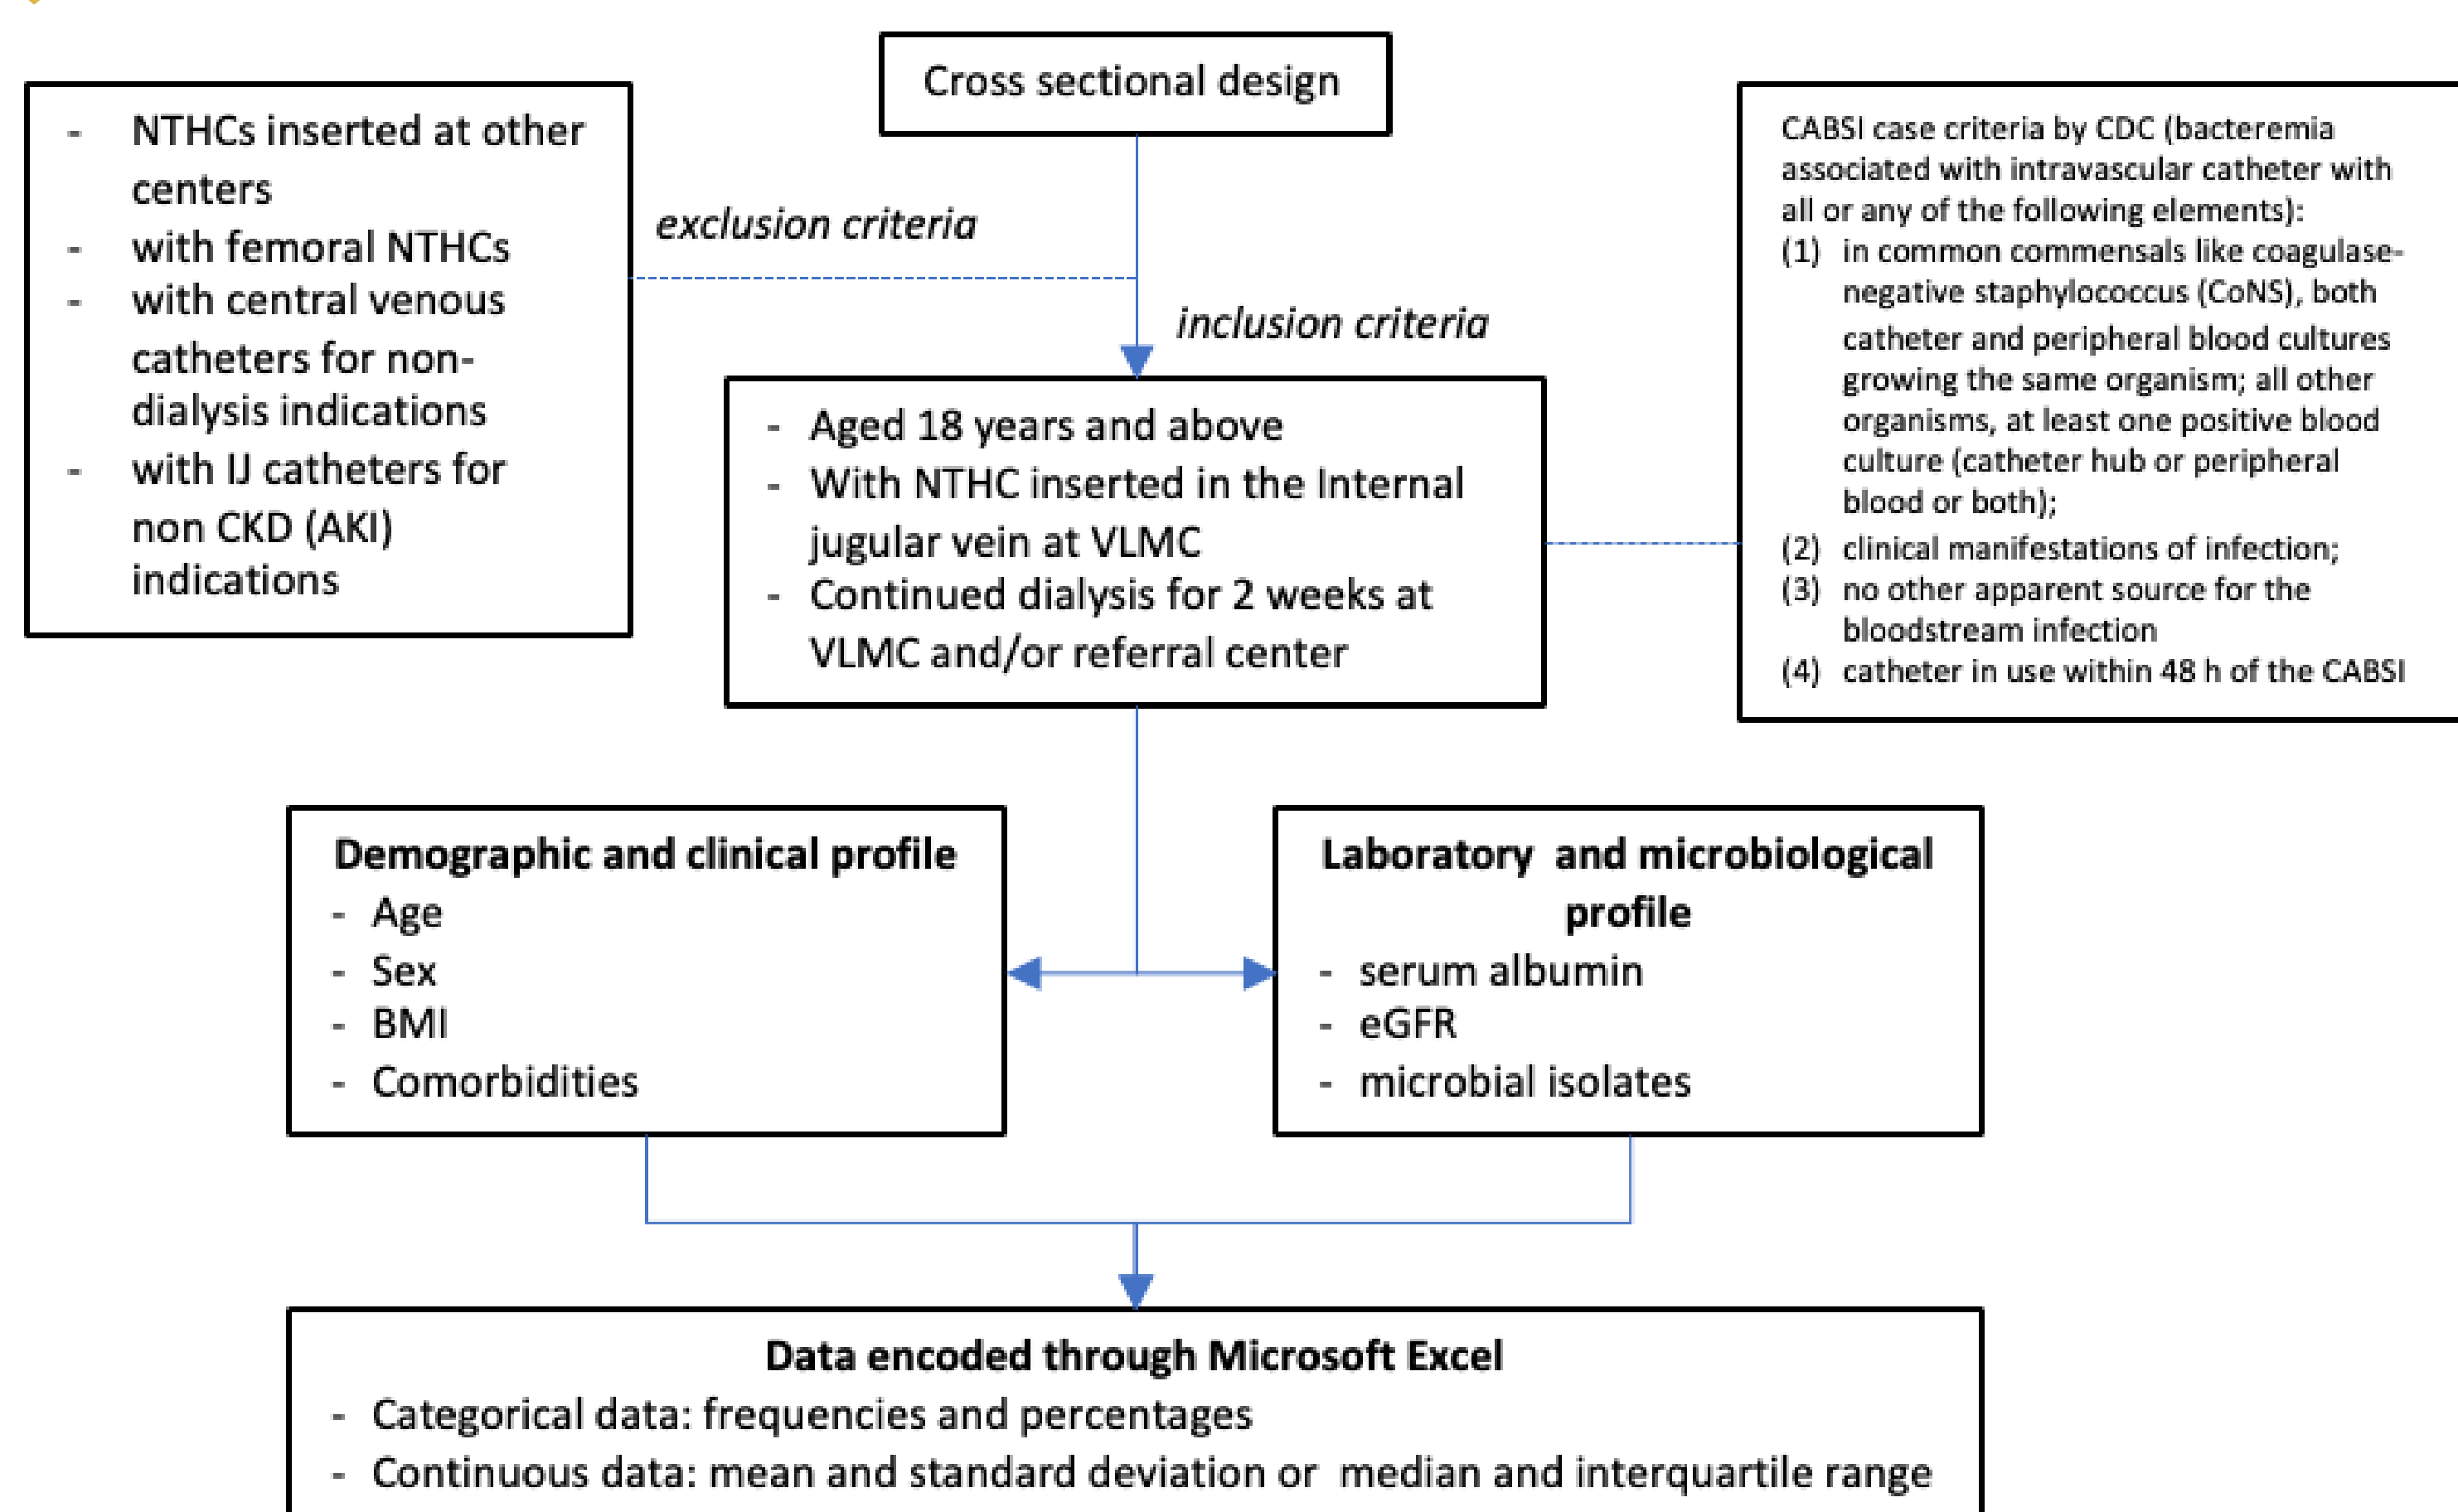 Cross sectional design
- NTHCs inserted at other
centers
- with femoral NTHCs
- with central venous
catheters for non-
dialysis indications
- with IJ catheters for
non CKD (AKI)
indications
exclusion criteria
inclusion criteria
CABSI case criteria by CDC (bacteremia
associated with intravascular catheter with
all or any of the following elements):
(1) in common commensals like coagulase-
negative staphylococcus (CoNS), both
catheter and peripheral blood cultures
growing the same organism; all other
organisms, at least one positive blood
culture (catheter hub or peripheral
blood or both);
(2) clinical manifestations of infection;
(3) no other apparent source for the
bloodstream infection
(4) catheter in use within 48 h of the CABSI
- Aged 18 years and above
- With NTHC inserted in the Internal
jugular vein at VLMC
- Continued dialysis for 2 weeks at
VLMC and/or referral center
Demographic and clinical profile
- Age
- Sex
- BMI
- Comorbidities
Laboratory and microbiological
profile
- serum albumin
- eGFR
- microbial isolates
Data encoded through Microsoft Excel
- Categorical data: frequencies and percentages
- Continuous data: mean and standard deviation or median and interquartile range